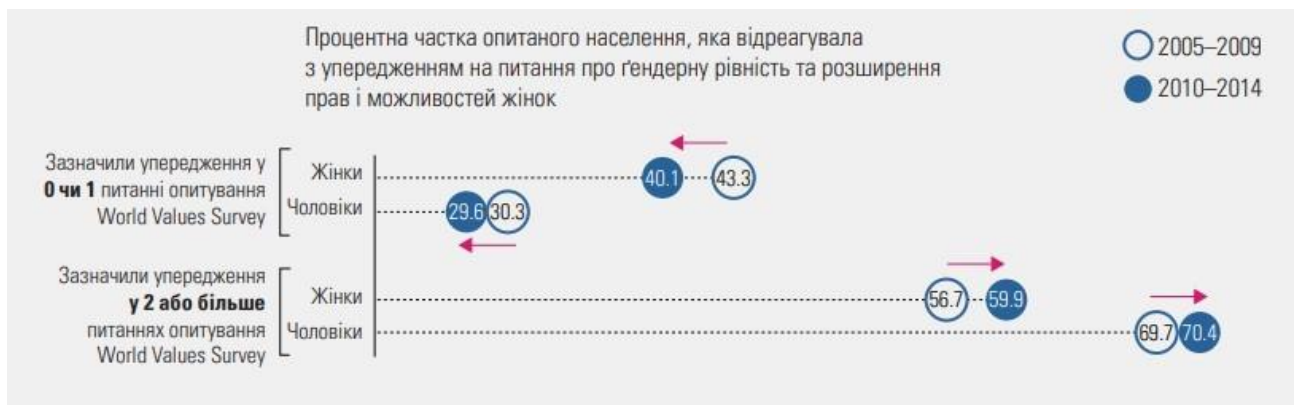 Процентна частка опитаного населення, яка відреагувала
з упередженням на питання про ґендерну рівність та розширення
прав і можливостей жінок
2005–2009
2010–2014
Зазначили упередження у
0 чи 1 питанні опитування
World Values Survey
Жінки
40.1
43.3
Чоловіки
29.6
30.3
Зазначили упередження
у 2 або більше
питаннях опитування
World Values Survey
Жінки
56.7
59.9
Чоловіки
69.7
70.4